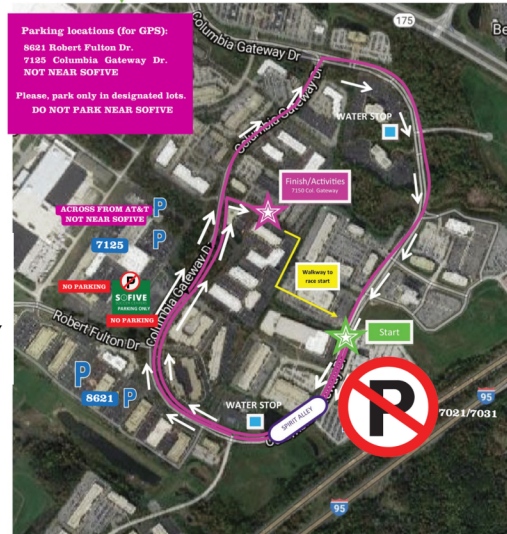 Parking locations (for GPS):
8621 Robert Fulton Dr.
7125 Columbia Gateway Dr.
NOT NEAR SOFIVE
Please, park only in designated lots.
DO NOT PARK NEAR SOFIVE
Columbia Gateway Dr
175
Be
Columbia Gateway Dr
WATER STOP
Finish/Activities
7150 Col. Gateway
ACROSS FROM AT&T
NOT NEAR SOFIVE
P
7125
P
Walkway to
race start
NO PARKING
P
SOFIVE
PARKING ONLY
NO PARKING
Columbia Gateway Dr
Robert Fulton Dr
Start
P
P
8621
P
WATER STOP
SPIRIT ALLEY
eway Dr
P
95
7021/7031
95